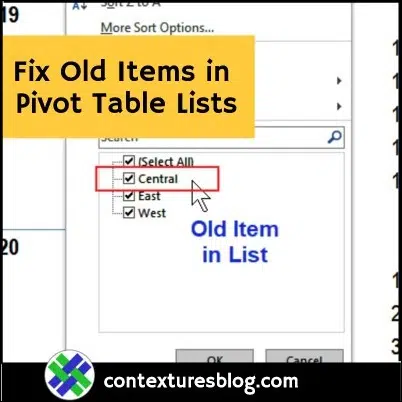 19
Sort Z to A
More Sort Options...
Fix Old Items in
Pivot Table Lists
Search
(Select All)
Central
East
West
Old Item
in List
20
OK
Cancel
contexturesblog.com